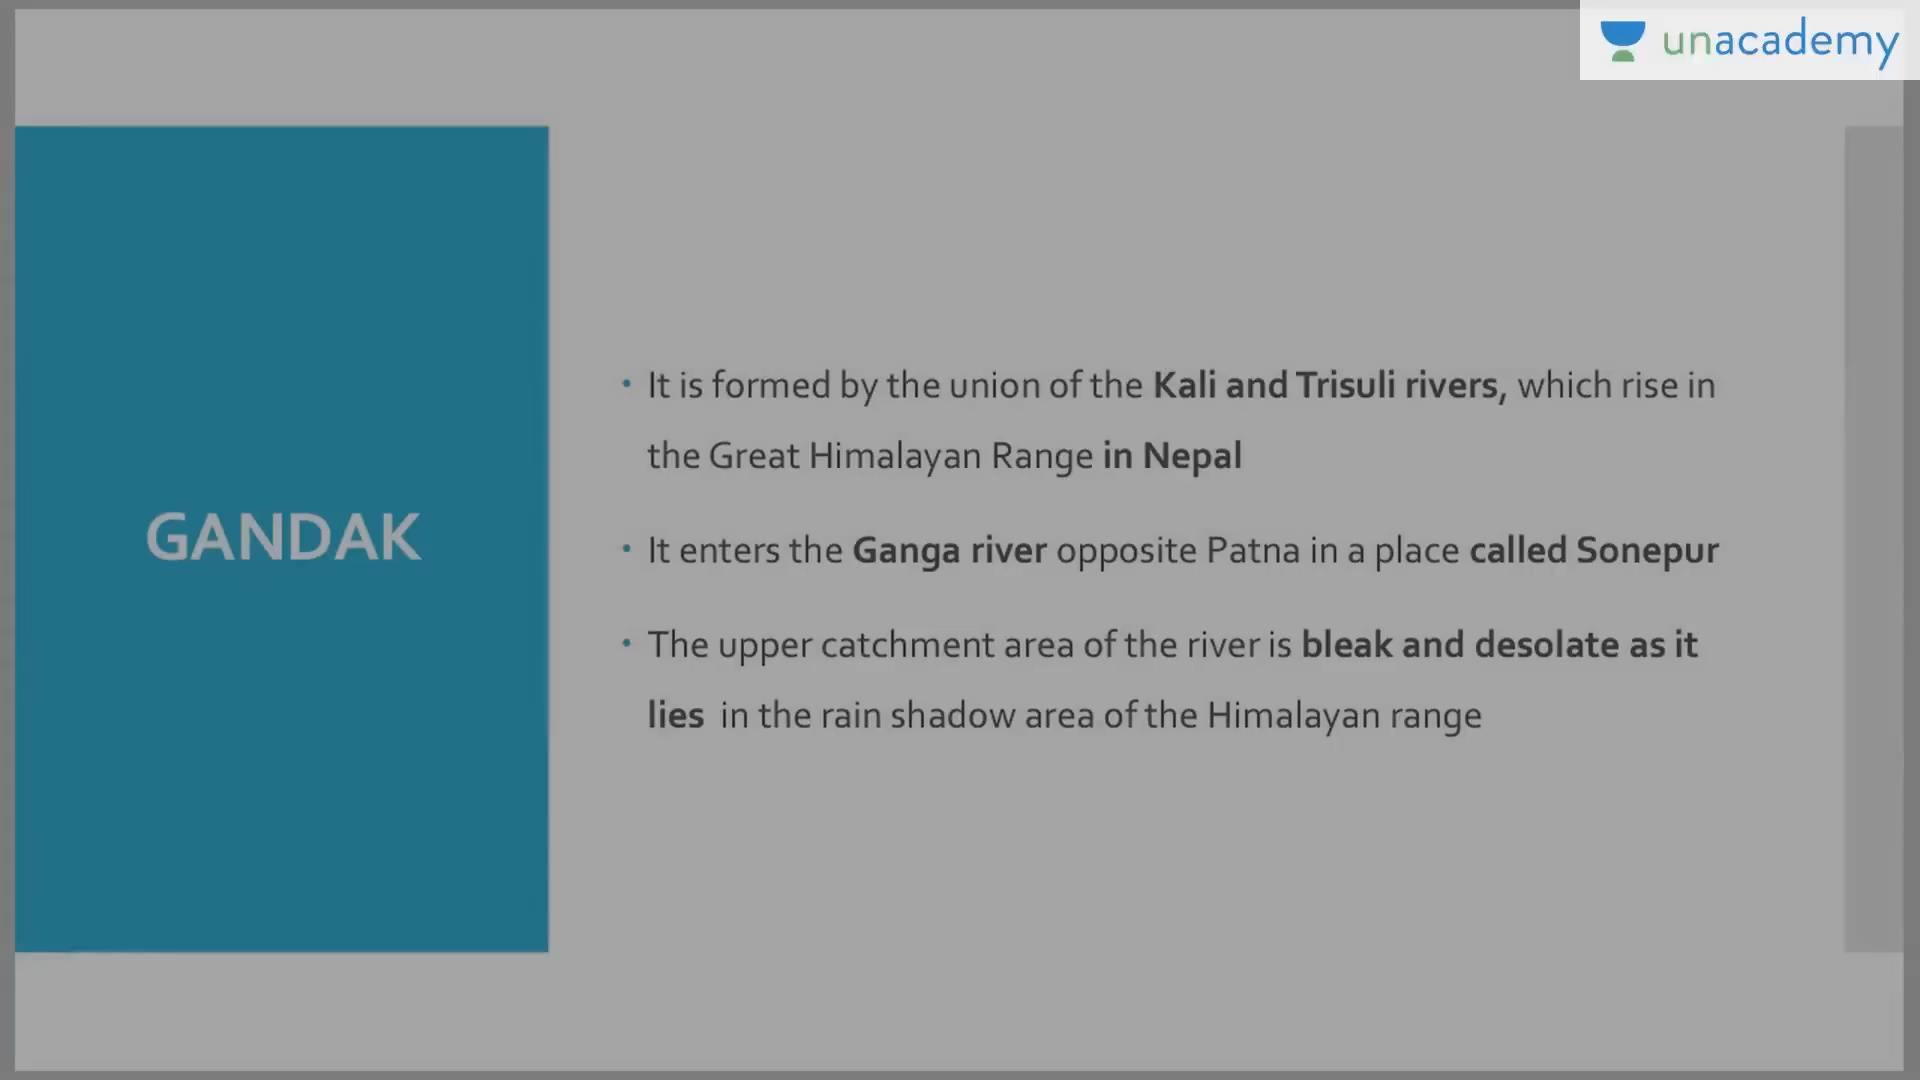 unacademy
GANDAK
• It is formed by the union of the Kali and Trisuli rivers, which rise in
the Great Himalayan Range in Nepal
• It enters the Ganga river opposite Patna in a place called Sonepur
• The upper catchment area of the river is bleak and desolate as it
lies in the rain shadow area of the Himalayan range